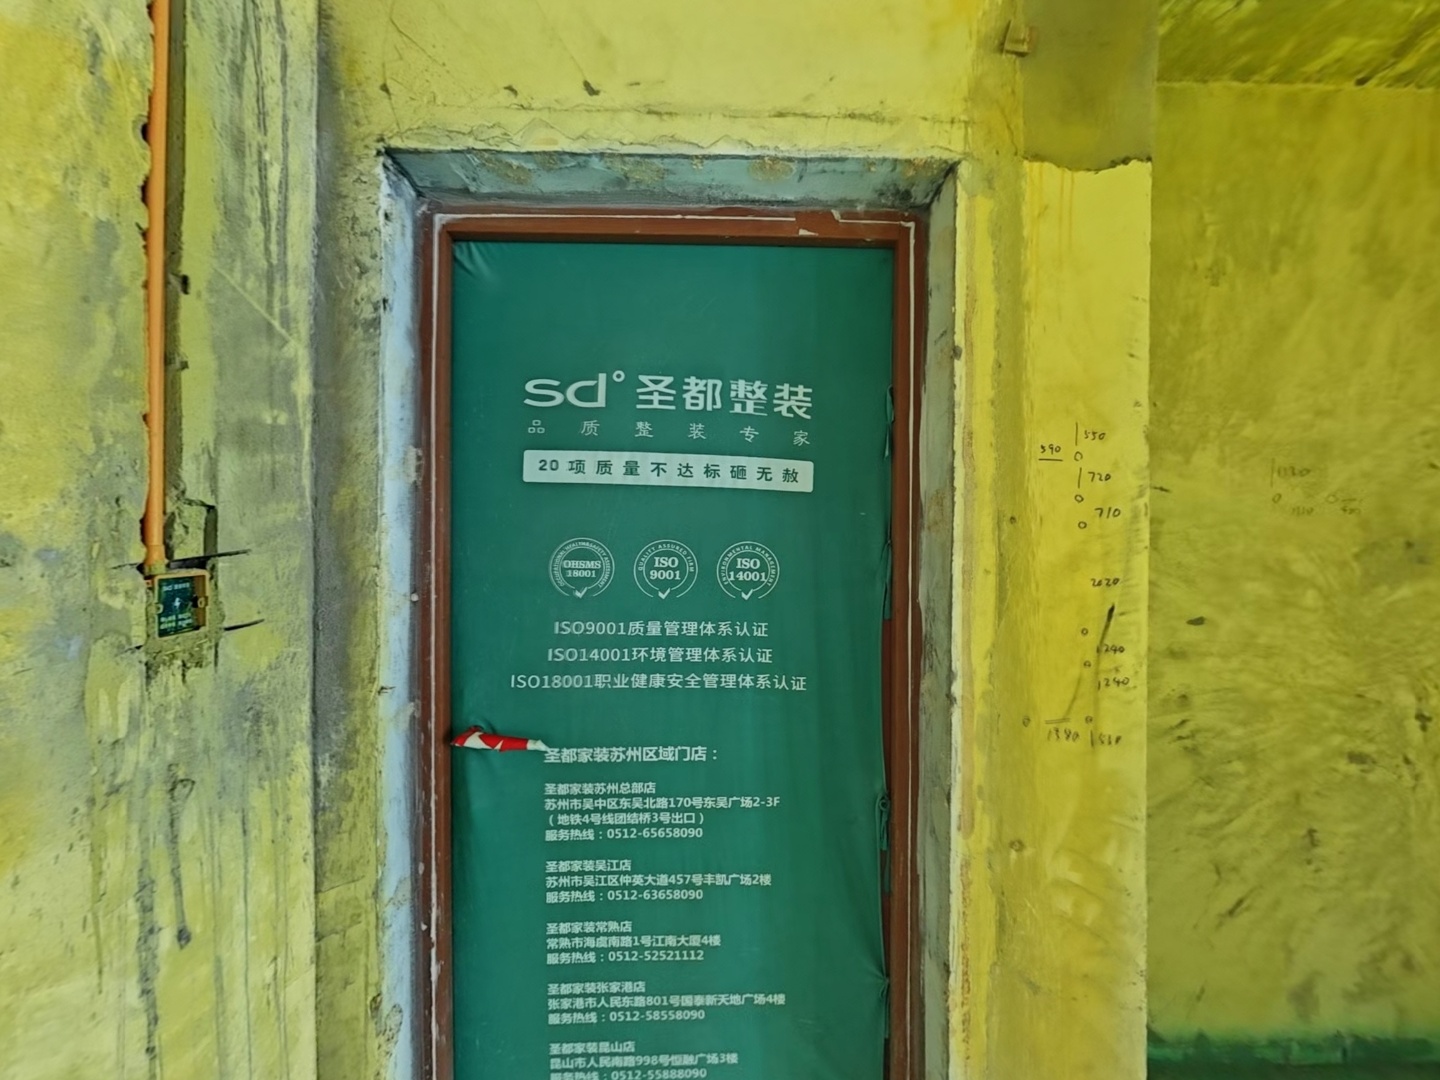 sd° 圣都整装
品质整装专家
20项质量不达标砸无赦
OHSMS 18001
QUALITY ASSURED FIRM ISO 9001
ENVIRONMENTAL MANAGEMENT ISO 14001
ISO9001质量管理体系认证
ISO14001环境管理体系认证
ISO18001职业健康安全管理体系认证
圣都家装苏州区域门店：
圣都家装苏州总部店
苏州市吴中区东吴北路170号东吴广场2-3F
（地铁4号线团结桥3号出口）
服务热线：0512-65658090
圣都家装吴江店
苏州市吴江区仲英大道457号丰凯广场2楼
服务热线：0512-63658090
圣都家装常熟店
常熟市海虞南路1号江南大厦4楼
服务热线：0512-52521112
圣都家装张家港店
张家港市人民东路801号国泰新天地广场4楼
服务热线：0512-58558090
圣都家装昆山店
昆山市人民南路998号恒融广场3楼
服务热线：0512-55888090
550
590
720
710
2020
1240
1240
1380